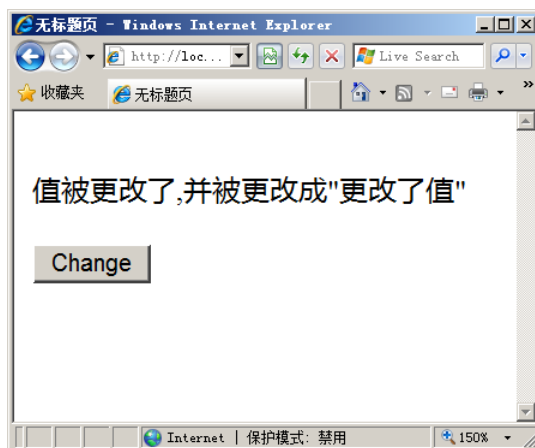 无标题页 - Windows Internet Explorer
http://loc...
Live Search
收藏夹
无标题页
»
值被更改了,并被更改成"更改了值"
Change
Internet | 保护模式: 禁用
150%